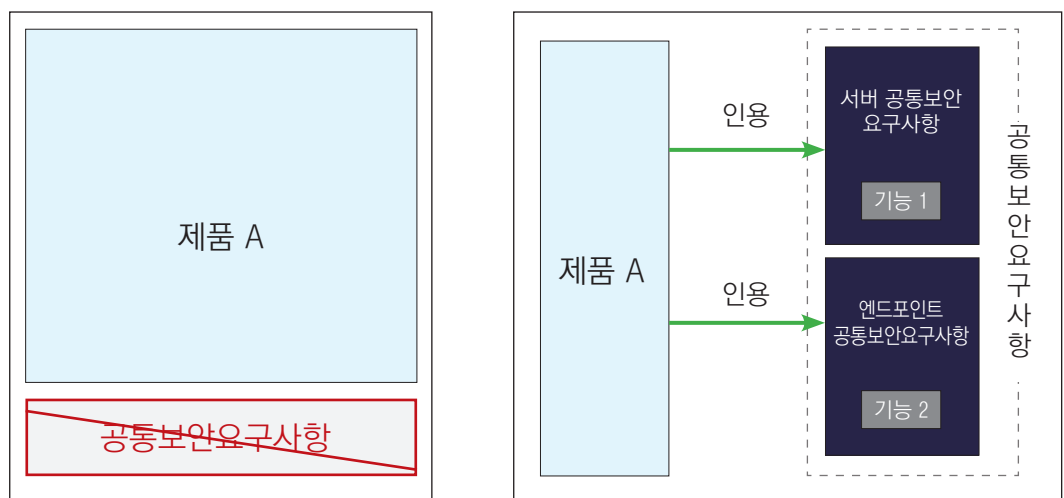 제품 A
공통보안요구사항
제품 A
인용
인용
서버 공통보안
요구사항
기능 1
엔드포인트
공통보안요구사항
기능 2
공통보안요구사항